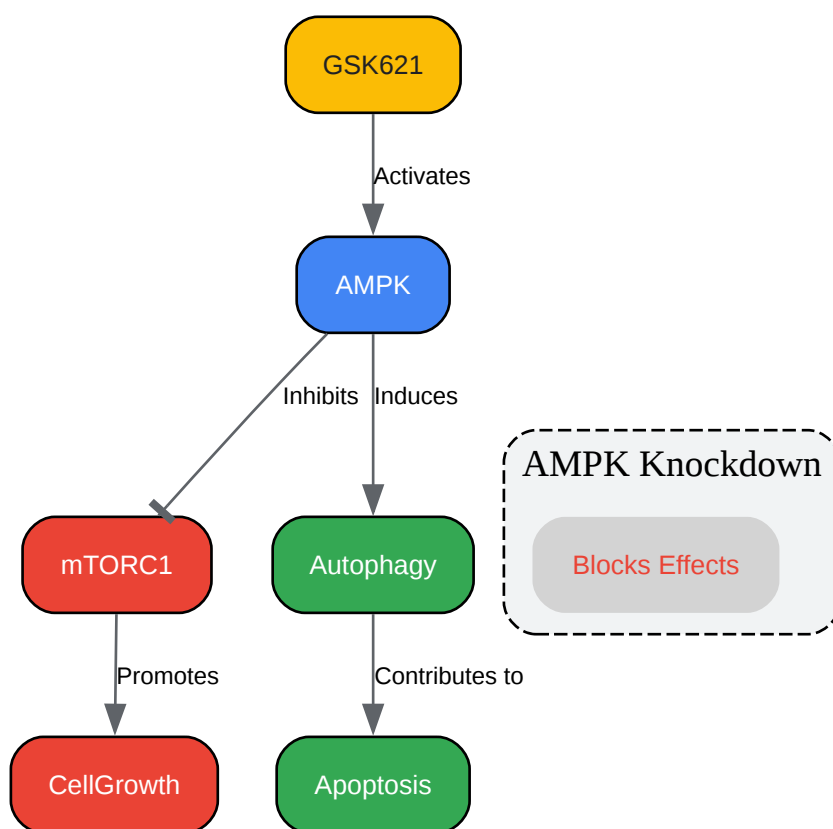 GSK621
Activates
AMPK
Inhibits
Induces
AMPK Knockdown
mTORC1
Autophagy
Blocks Effects
Promotes
Contributes to
CellGrowth
Apoptosis